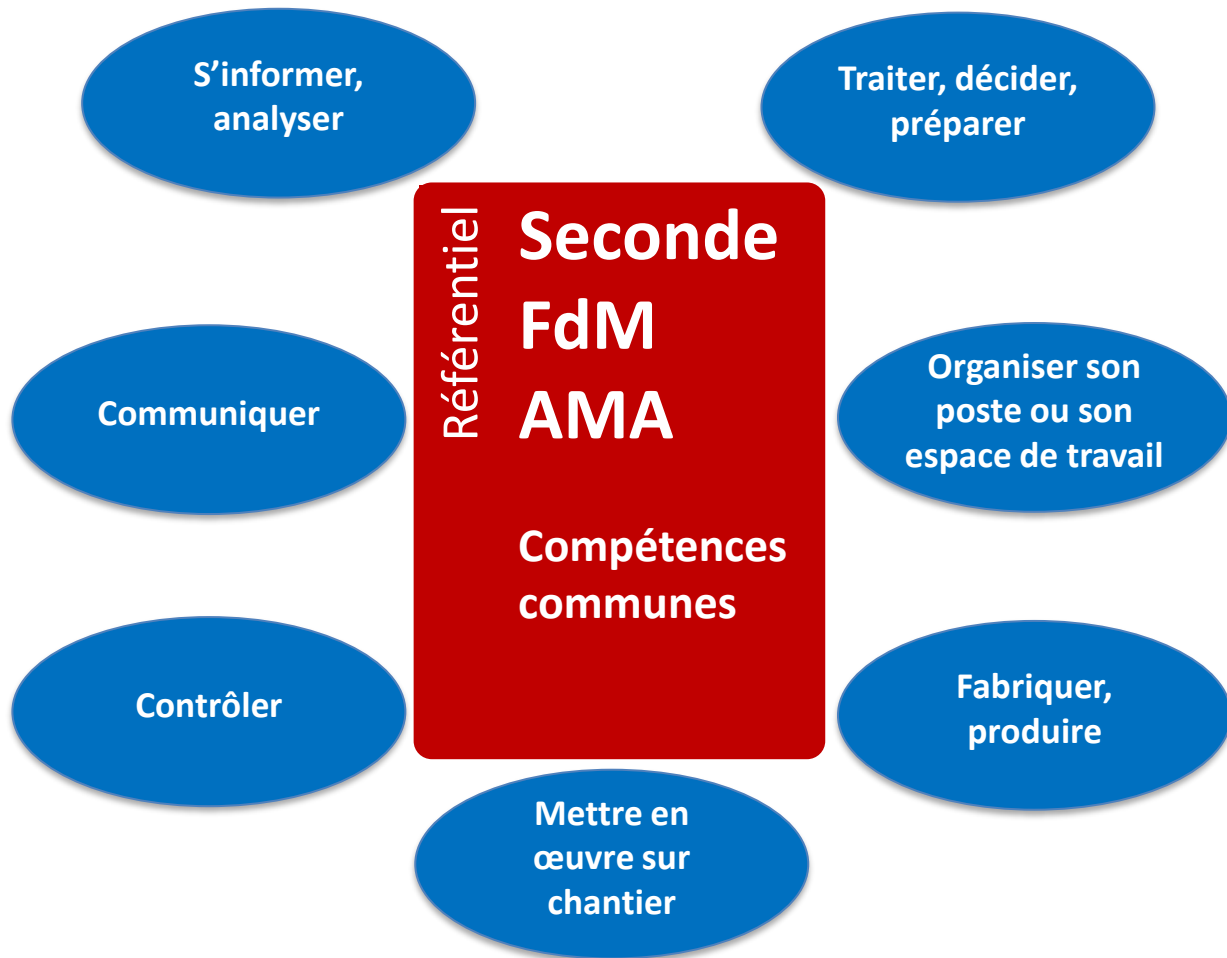 S’informer,
analyser
Traiter, décider,
préparer
Référentiel
Seconde
FdM
AMA
Compétences
communes
Communiquer
Organiser son
poste ou son
espace de travail
Contrôler
Fabriquer,
produire
Mettre en
œuvre sur
chantier